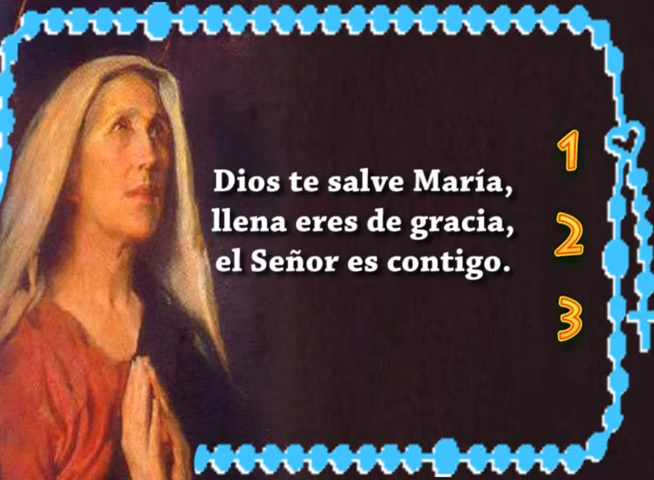 Dios te salve María,
llena eres de gracia,
el Señor es contigo.
1
2
3